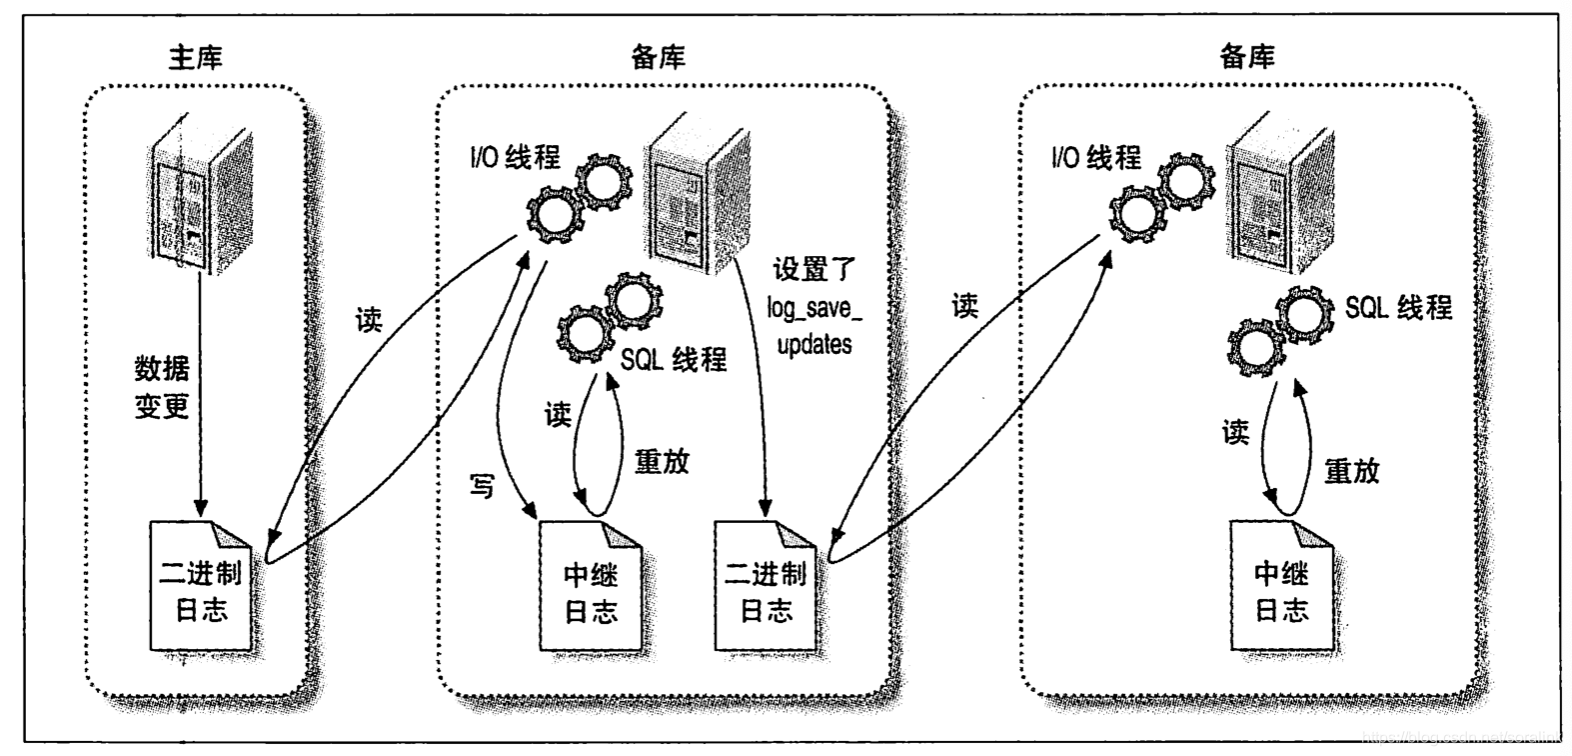 主库
备库
备库
I/O 线程
I/O 线程
设置了
log_save_
updates
读
读
SQL 线程
SQL 线程
数据
变更
读
重放
写
读
重放
二进制
日志
中继
日志
二进制
日志
中继
日志